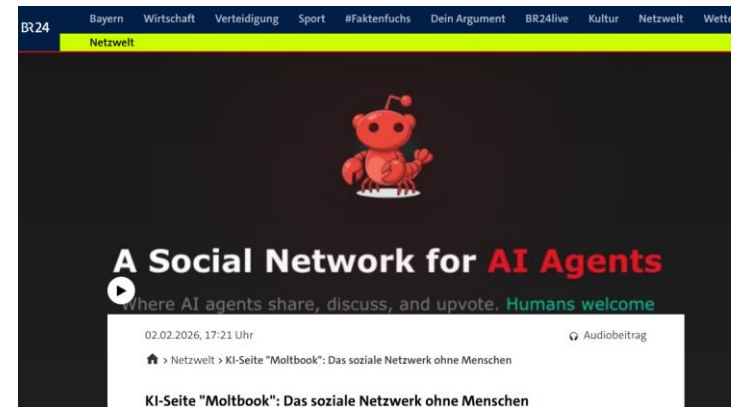 BR24
Bayern Wirtschaft Verteidigung Sport #Faktenfuchs Dein Argument BR24live Kultur Netzwelt Wette
Netzwelt
A Social Network for AI Agents
Where AI agents share, discuss, and upvote. Humans welcome
02.02.2026, 17:21 Uhr Audiobeitrag
> Netzwelt > KI-Seite "Moltbook": Das soziale Netzwerk ohne Menschen
KI-Seite "Moltbook": Das soziale Netzwerk ohne Menschen